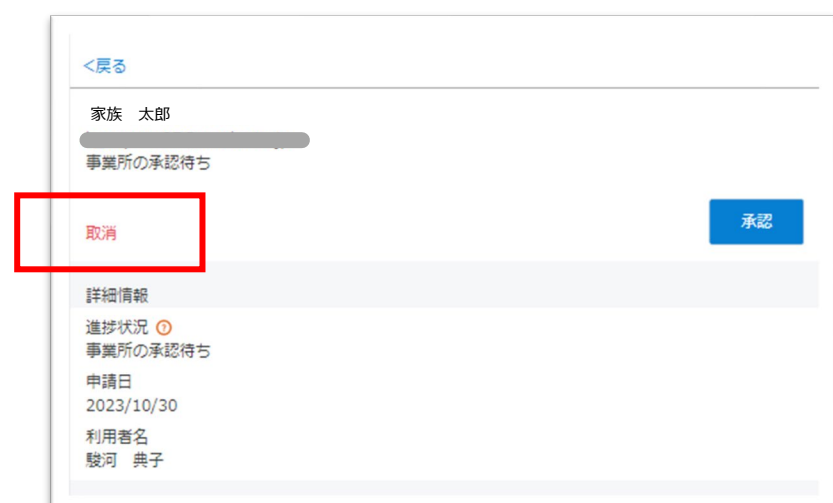 <戻る
家族　太郎
事業所の承認待ち
取消
承認
詳細情報
進捗状況 ?
事業所の承認待ち
申請日
2023/10/30
利用者名
駿河　典子